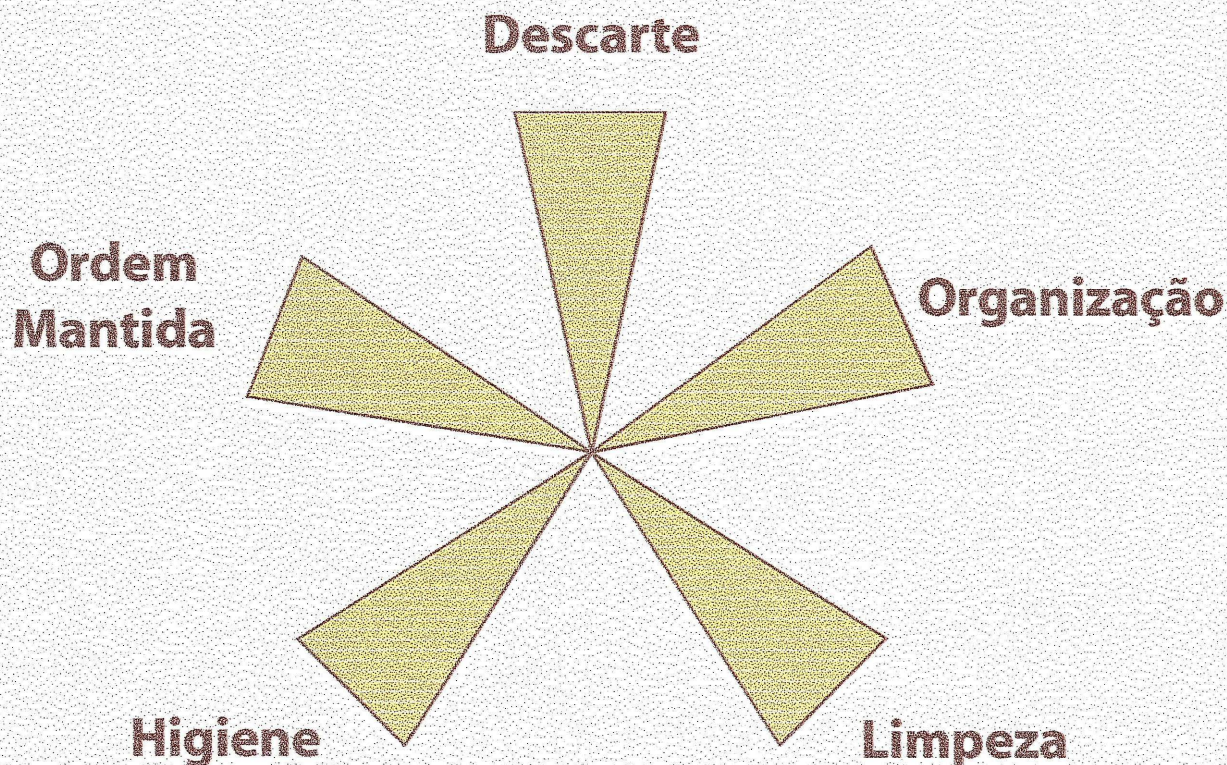 Descarte
Ordem
Mantida
Organização
Higiene
Limpeza